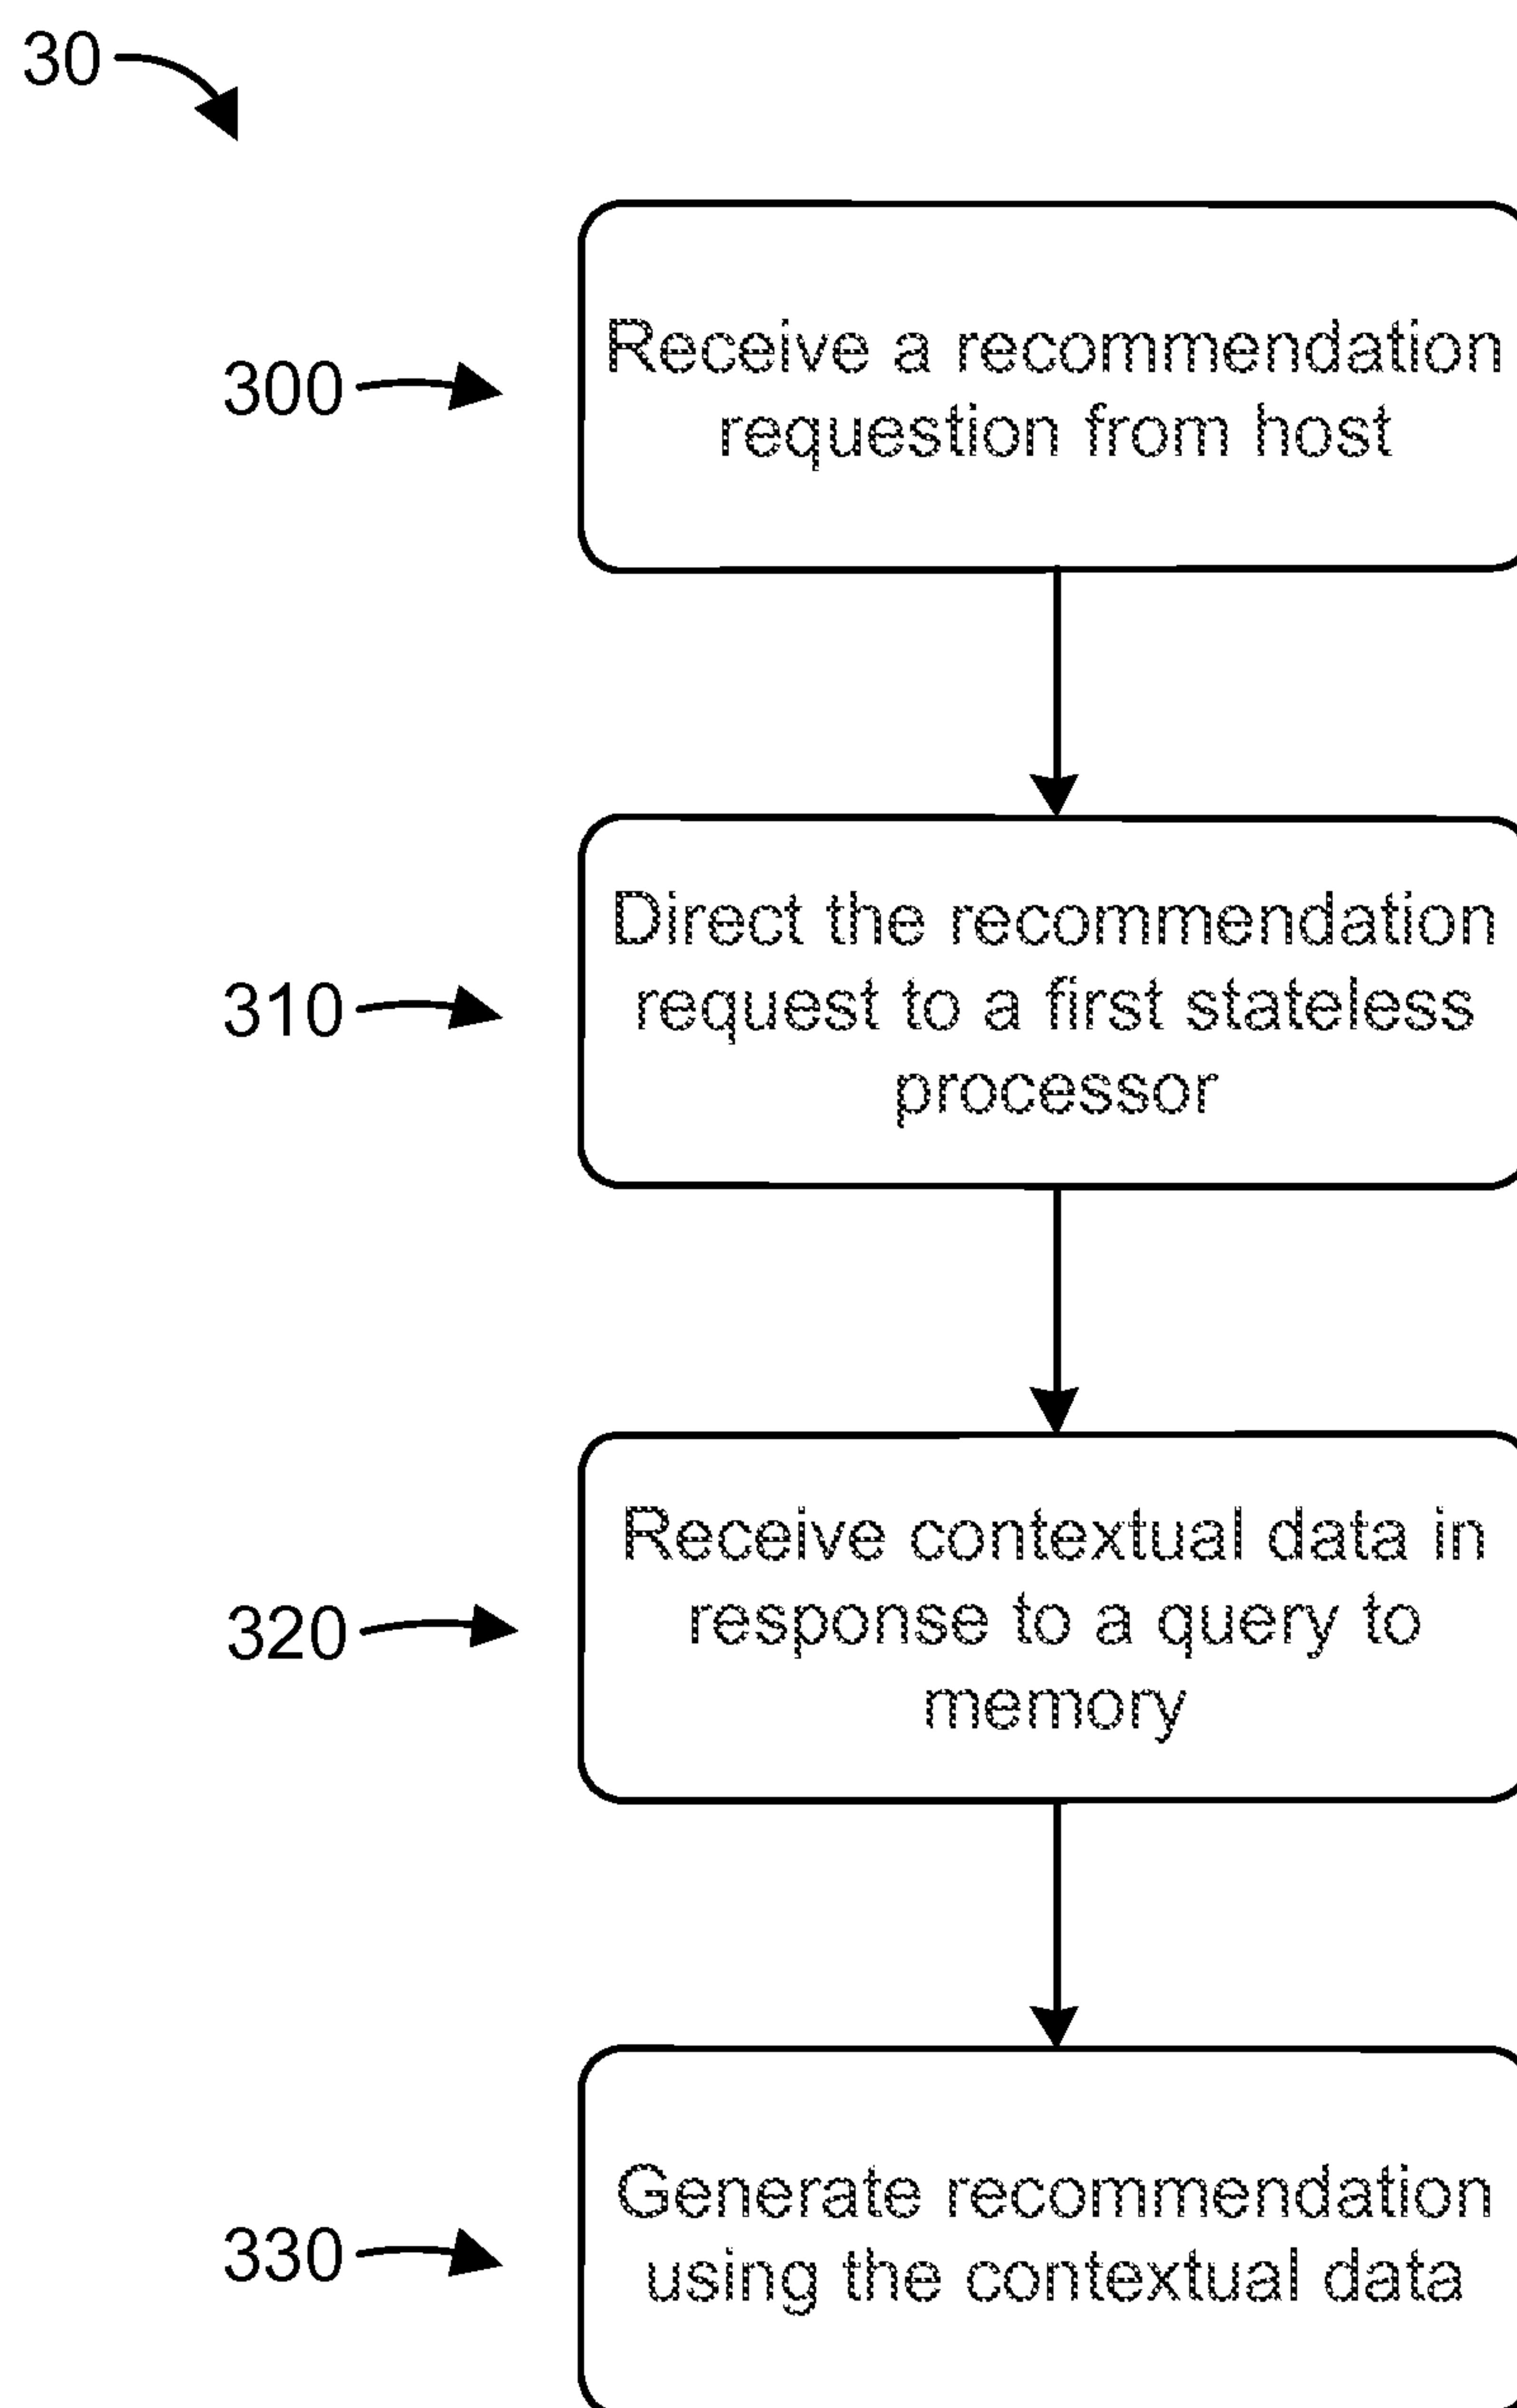 30
300
Receive a recommendation
requestion from host
310
Direct the recommendation
request to a first stateless
processor
320
Receive contextual data in
response to a query to
memory
330
Generate recommendation
using the contextual data